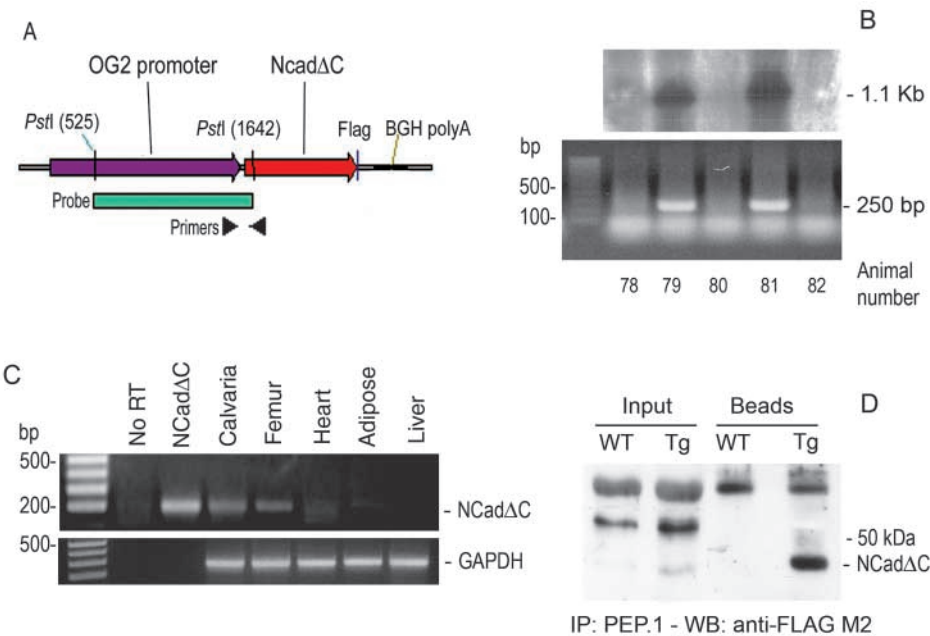 A
OG2 promoter
NcadΔC
PstI (525)
PstI (1642)
Flag
BGH polyA
Probe
Primers
B
- 1.1 Kb
bp
500-
100-
- 250 bp
78 79 80 81 82
Animal
number
C
bp
No RT
NCadΔC
Calvaria
Femur
Heart
Adipose
Liver
500-
200-
- NCadΔC
500-
- GAPDH
D
Input Beads
WT Tg WT Tg
- 50 kDa
- NCadΔC
IP: PEP.1 - WB: anti-FLAG M2